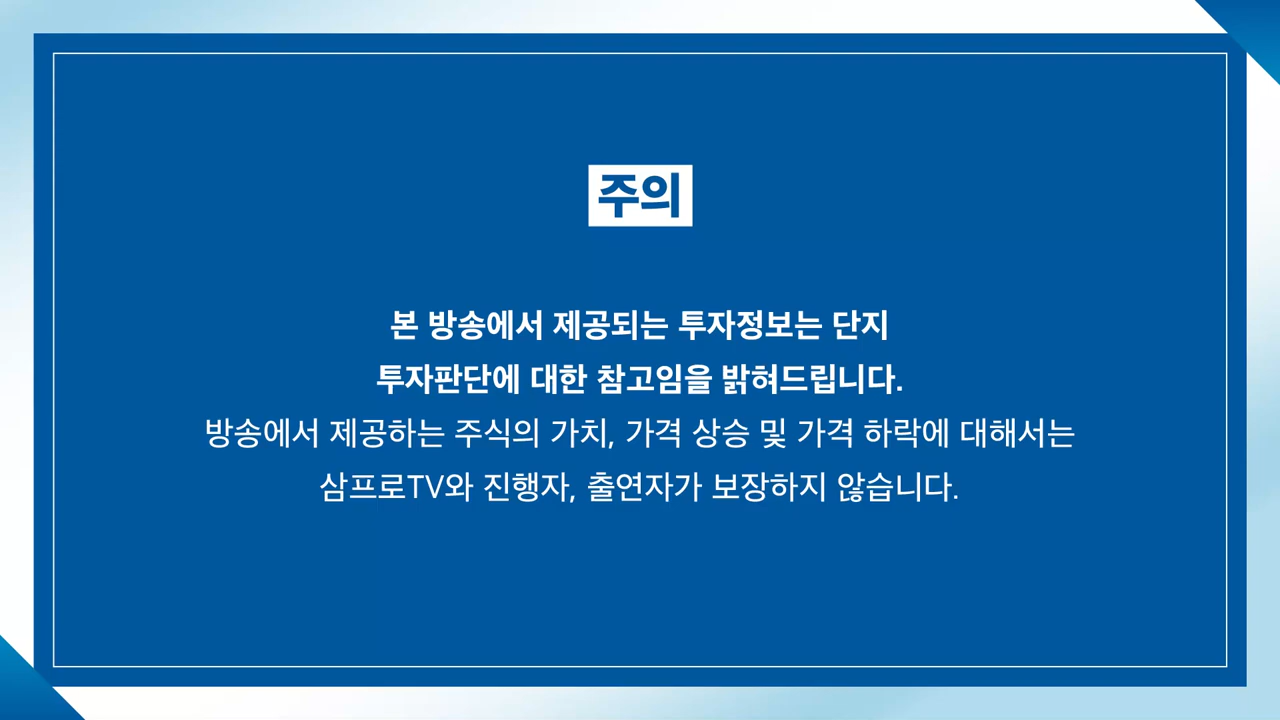 주의
본 방송에서 제공되는 투자정보는 단지
투자판단에 대한 참고임을 밝혀드립니다.
방송에서 제공하는 주식의 가치, 가격 상승 및 가격 하락에 대해서는
삼프로TV와 진행자, 출연자가 보장하지 않습니다.